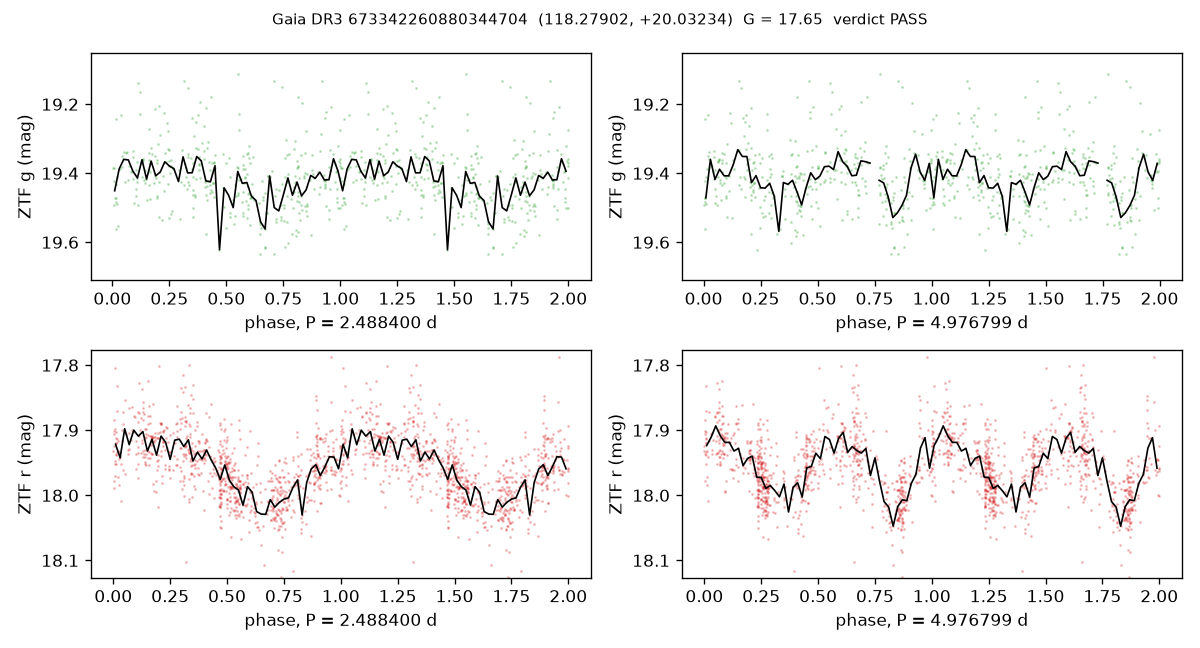 Gaia DR3 673342260880344704 (118.27902, +20.03234) G = 17.65 verdict PASS
ZTF g (mag)
19.2
19.4
19.6
0.00 0.25 0.50 0.75 1.00 1.25 1.50 1.75 2.00
phase, P = 2.488400 d
ZTF g (mag)
19.2
19.4
19.6
0.00 0.25 0.50 0.75 1.00 1.25 1.50 1.75 2.00
phase, P = 4.976799 d
ZTF r (mag)
17.8
17.9
18.0
18.1
0.00 0.25 0.50 0.75 1.00 1.25 1.50 1.75 2.00
phase, P = 2.488400 d
ZTF r (mag)
17.8
17.9
18.0
18.1
0.00 0.25 0.50 0.75 1.00 1.25 1.50 1.75 2.00
phase, P = 4.976799 d